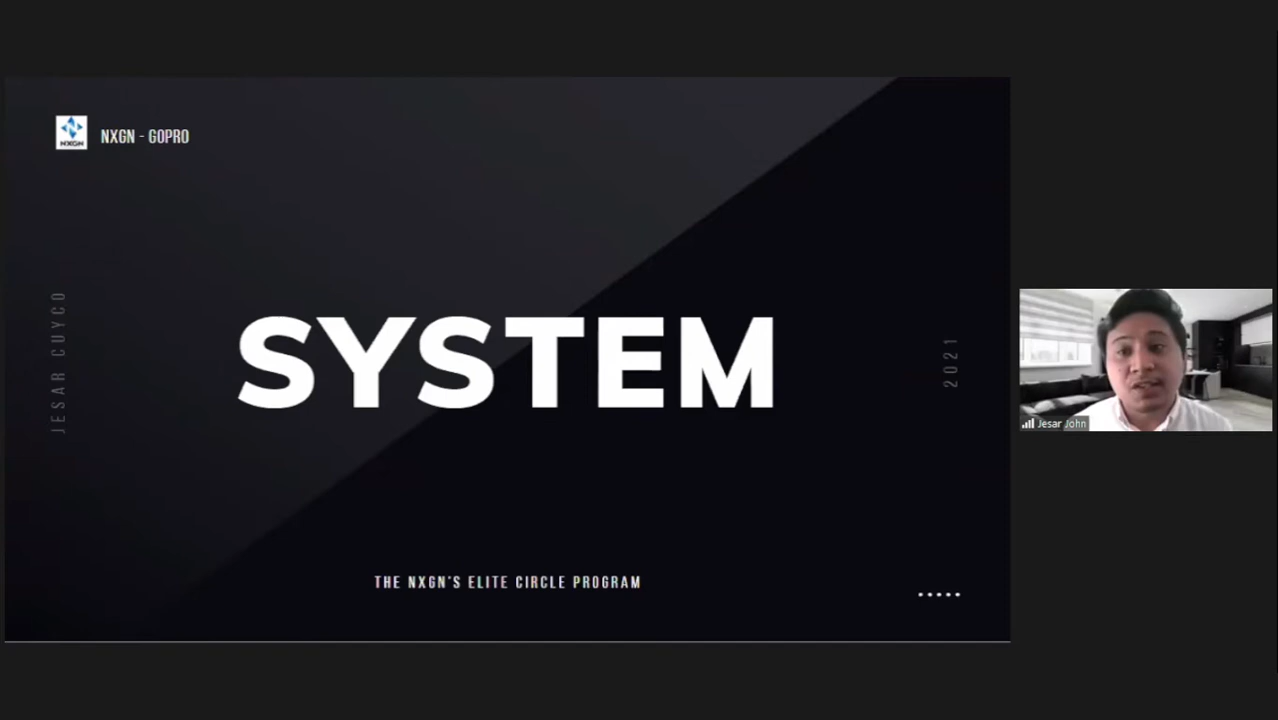 NXGN
NXGN - GOPRO
JESAR CUYCO
SYSTEM
2021
THE NXGN'S ELITE CIRCLE PROGRAM
Jesar John